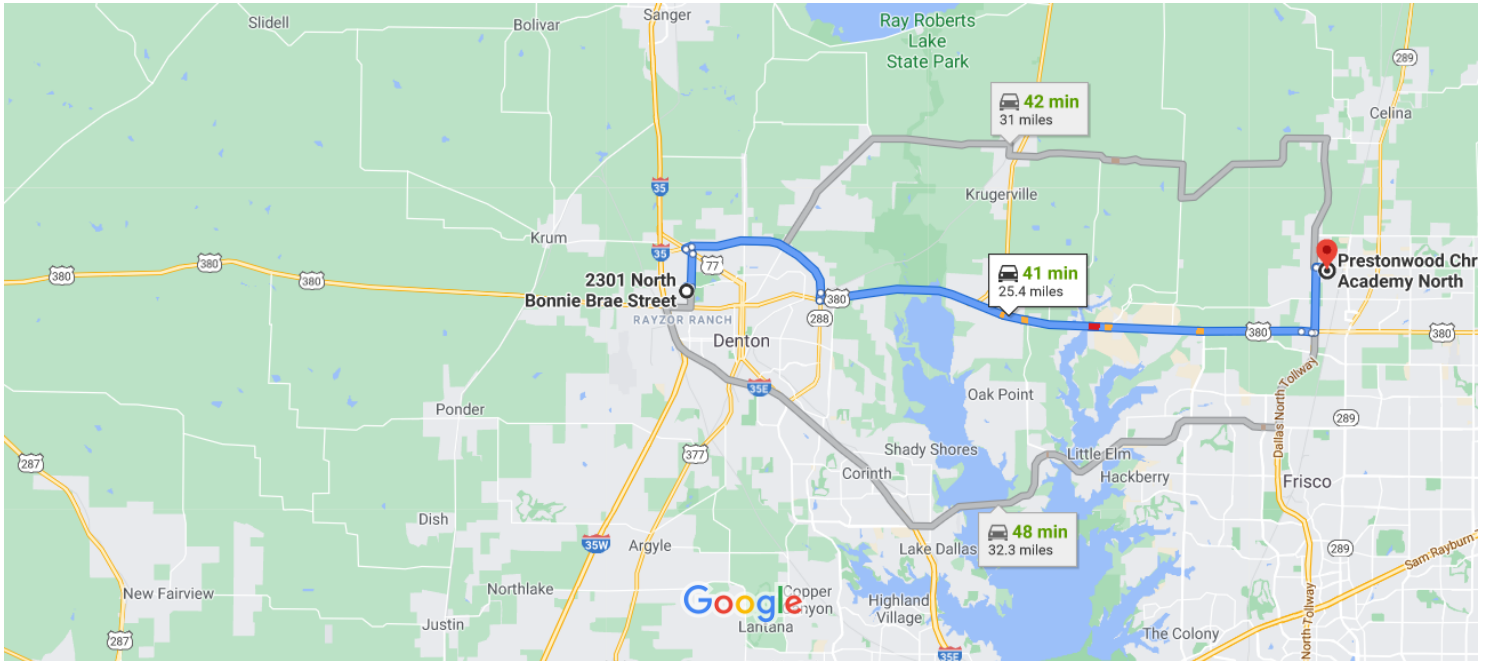 Slidell
Bolivar
Sanger
Ray Roberts
Lake
State Park
289
Celina
42 min
31 miles
35
Krugerville
Krum
35
77
380
380
380
2301 North
Bonnie Brae Street
RAYZOR RANCH
380
288
41 min
25.4 miles
Prestonwood Chr
Academy North
380
380
Denton
35E
Oak Point
Dallas North Tollway
Ponder
289
287
377
Shady Shores
Corinth
Little Elm
Hackberry
Frisco
Dish
35W
Argyle
48 min
32.3 miles
Lake Dallas
289
Sam Rayburn
New Fairview
Northlake
Google
Copper
nyon
Lantana
Highland
Village
287
Justin
The Colony
35E
North Tollway